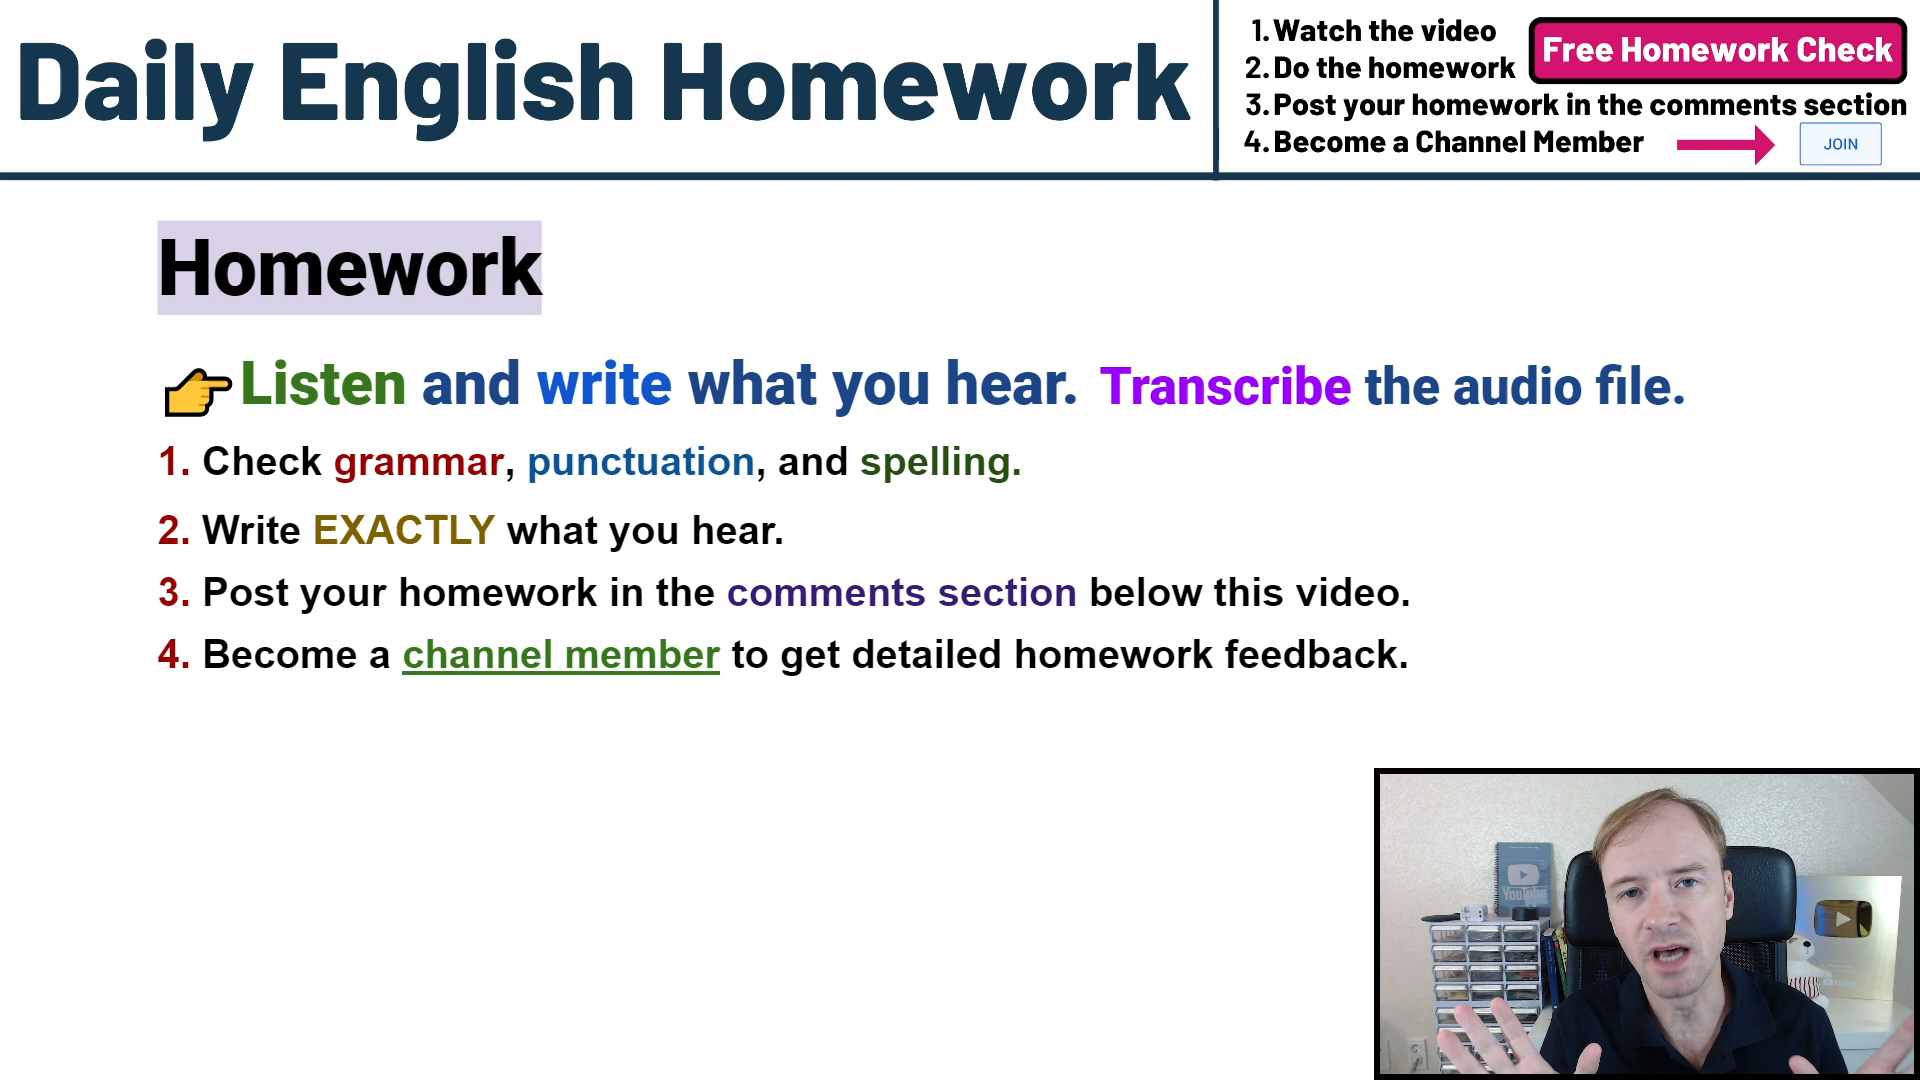 Daily English Homework
1. Watch the video
2. Do the homework
Free Homework Check
3. Post your homework in the comments section
4. Become a Channel Member
JOIN
Homework
👉Listen and write what you hear. Transcribe the audio file.
1. Check grammar, punctuation, and spelling.
2. Write EXACTLY what you hear.
3. Post your homework in the comments section below this video.
4. Become a channel member to get detailed homework feedback.
YouTube